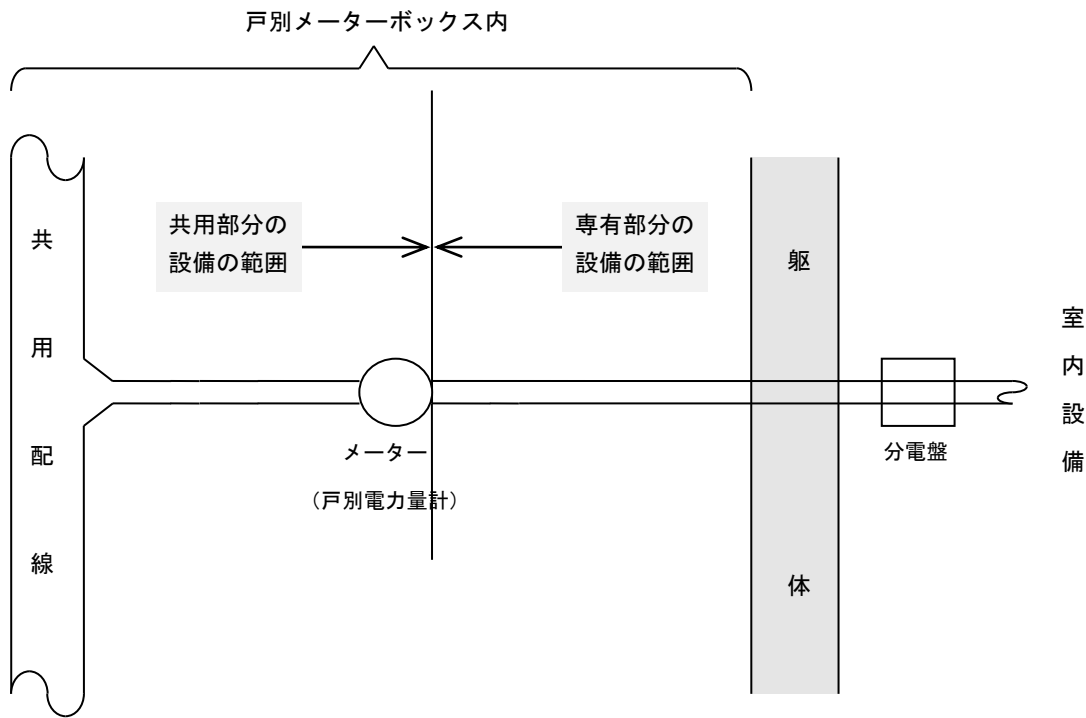 戸別メーターボックス内
共用部分の
設備の範囲
専有部分の
設備の範囲
共用配線
躯体
室内設備
メーター
(戸別電力量計)
分電盤